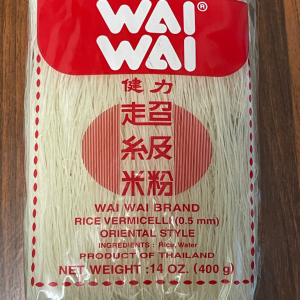 WAI®
WAI
健力
超
級
絲
米粉
WAI WAI BRAND
RICE VERMICELLI (0.5 mm)
ORIENTAL STYLE
INGREDIENTS : Rice, Water
PRODUCT OF THAILAND
NET WEIGHT :14 OZ. (400 g)